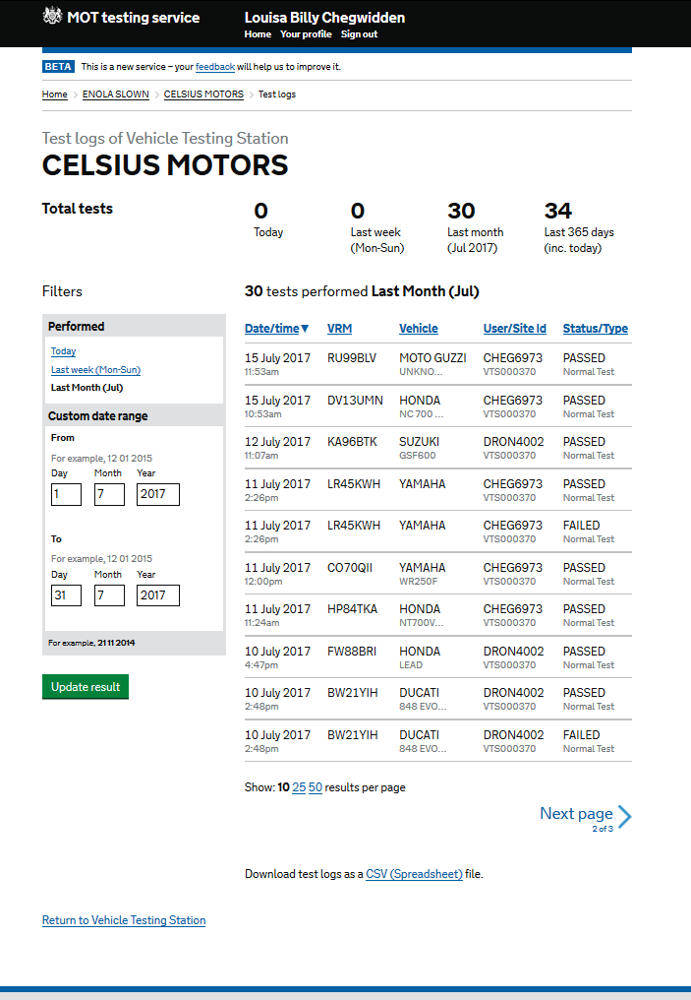 MOT testing service
Louisa Billy Chegwidden
Home Your profile Sign out
BETA This is a new service – your feedback will help us to improve it.
Home > ENOLA SLOWN > CELSIUS MOTORS > Test logs
Test logs of Vehicle Testing Station
CELSIUS MOTORS
Total tests
0 0 30 34
Today Last week Last month Last 365 days
(Mon-Sun) (Jul 2017) (inc. today)
Filters
Performed
Today
Last week (Mon-Sun)
Last Month (Jul)
Custom date range
From
For example, 12 01 2015
Day Month Year
1 7 2017
To
For example, 12 01 2015
Day Month Year
31 7 2017
For example, 21 11 2014
Update result
30 tests performed Last Month (Jul)
Date/time▼ VRM Vehicle User/Site Id Status/Type
15 July 2017 RU99BLV MOTO GUZZI CHEG6973 PASSED
11:53am UNKNO... VTS000370 Normal Test
15 July 2017 DV13UMN HONDA CHEG6973 PASSED
10:53am NC 700 ... VTS000370 Normal Test
12 July 2017 KA96BTK SUZUKI DRON4002 PASSED
11:07am GSF600 VTS000370 Normal Test
11 July 2017 LR45KWH YAMAHA CHEG6973 PASSED
2:26pm VTS000370 Normal Test
11 July 2017 LR45KWH YAMAHA CHEG6973 FAILED
2:26pm VTS000370 Normal Test
11 July 2017 CO70QII YAMAHA CHEG6973 PASSED
12:00pm WR250F VTS000370 Normal Test
11 July 2017 HP84TKA HONDA CHEG6973 PASSED
11:24am NT700V... VTS000370 Normal Test
10 July 2017 FW88BRI HONDA DRON4002 PASSED
4:47pm LEAD VTS000370 Normal Test
10 July 2017 BW21YIH DUCATI DRON4002 PASSED
2:48pm 848 EVO... VTS000370 Normal Test
10 July 2017 BW21YIH DUCATI DRON4002 FAILED
2:48pm 848 EVO... VTS000370 Normal Test
Show: 10 25 50 results per page
Next page
2 of 3
Download test logs as a CSV (Spreadsheet) file.
Return to Vehicle Testing Station